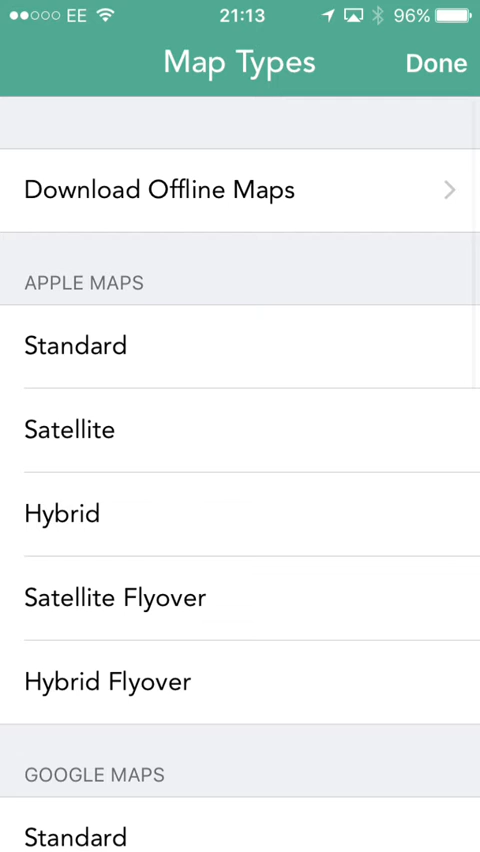 EE 21:13 96%
Map Types Done
Download Offline Maps
APPLE MAPS
Standard
Satellite
Hybrid
Satellite Flyover
Hybrid Flyover
GOOGLE MAPS
Standard